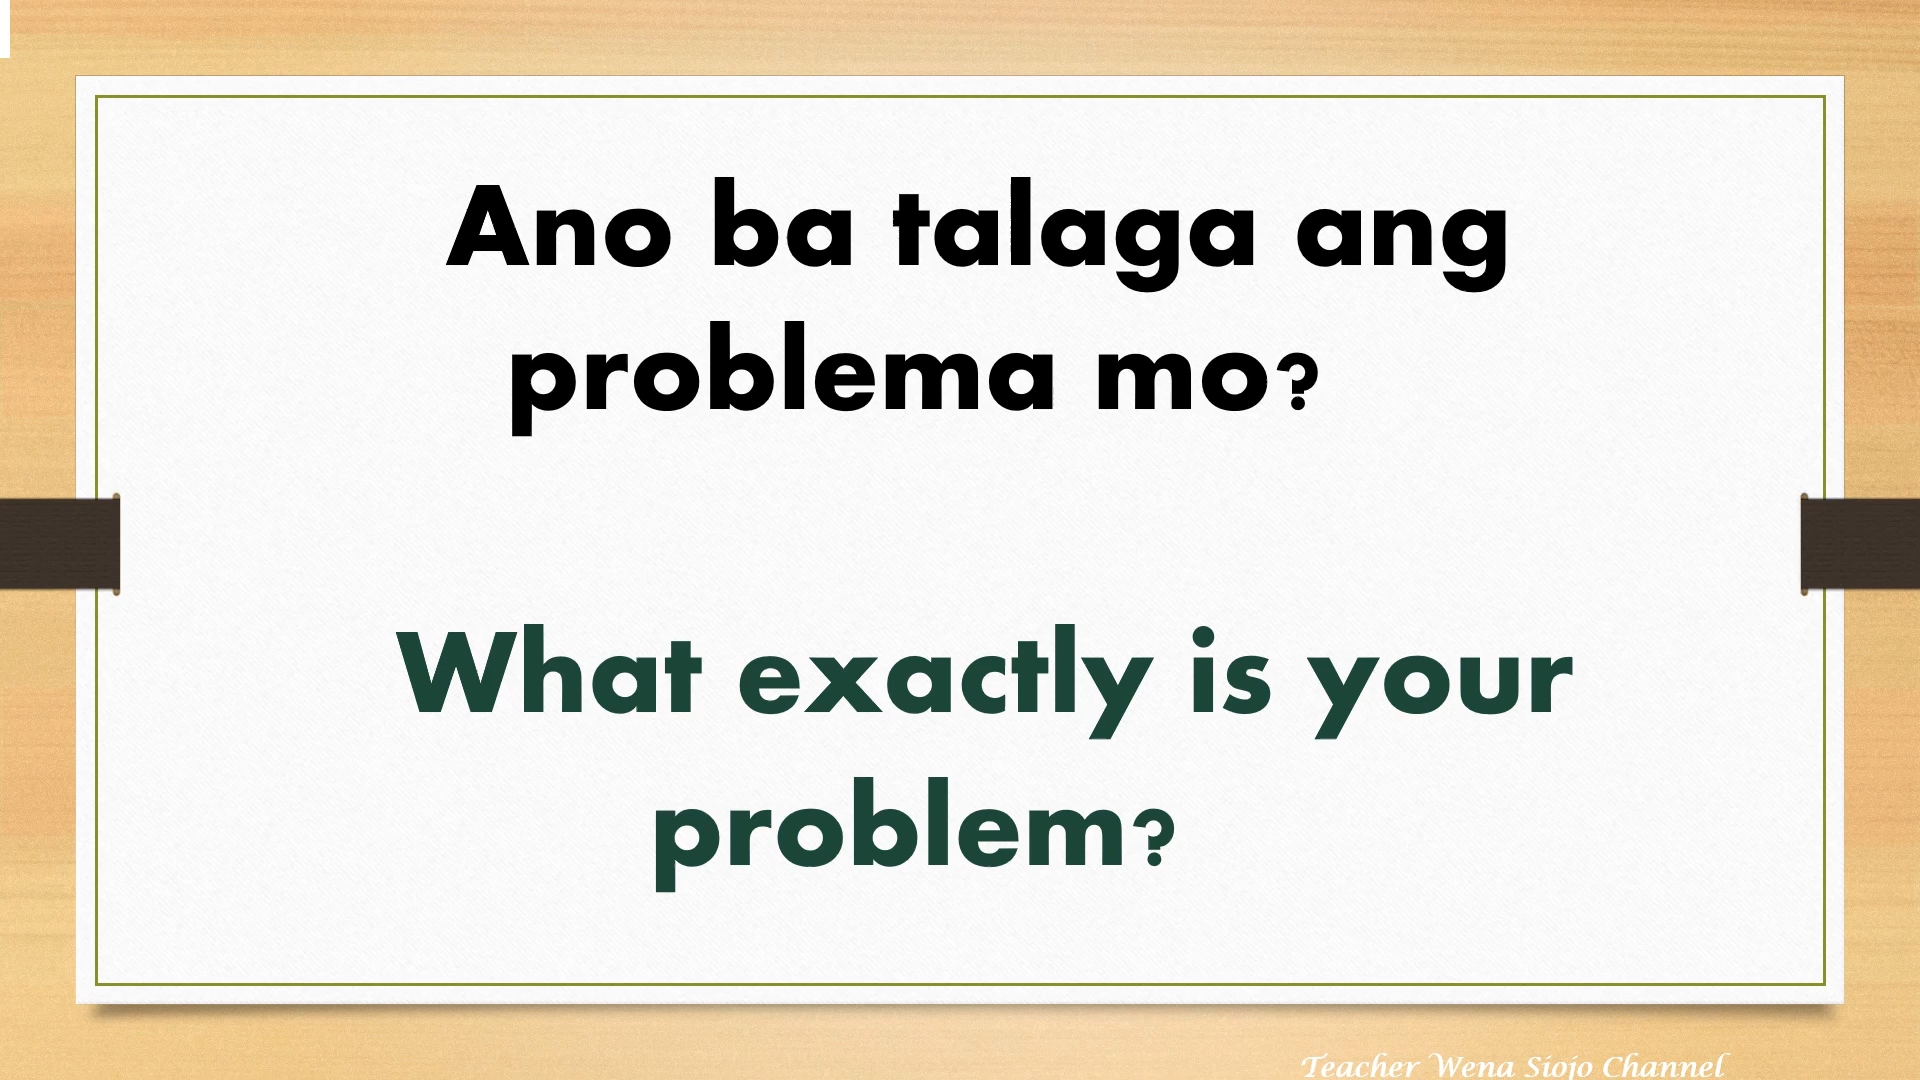 Ano ba talaga ang
problema mo?
What exactly is your
problem?
Teacher Wena Siojo Channel